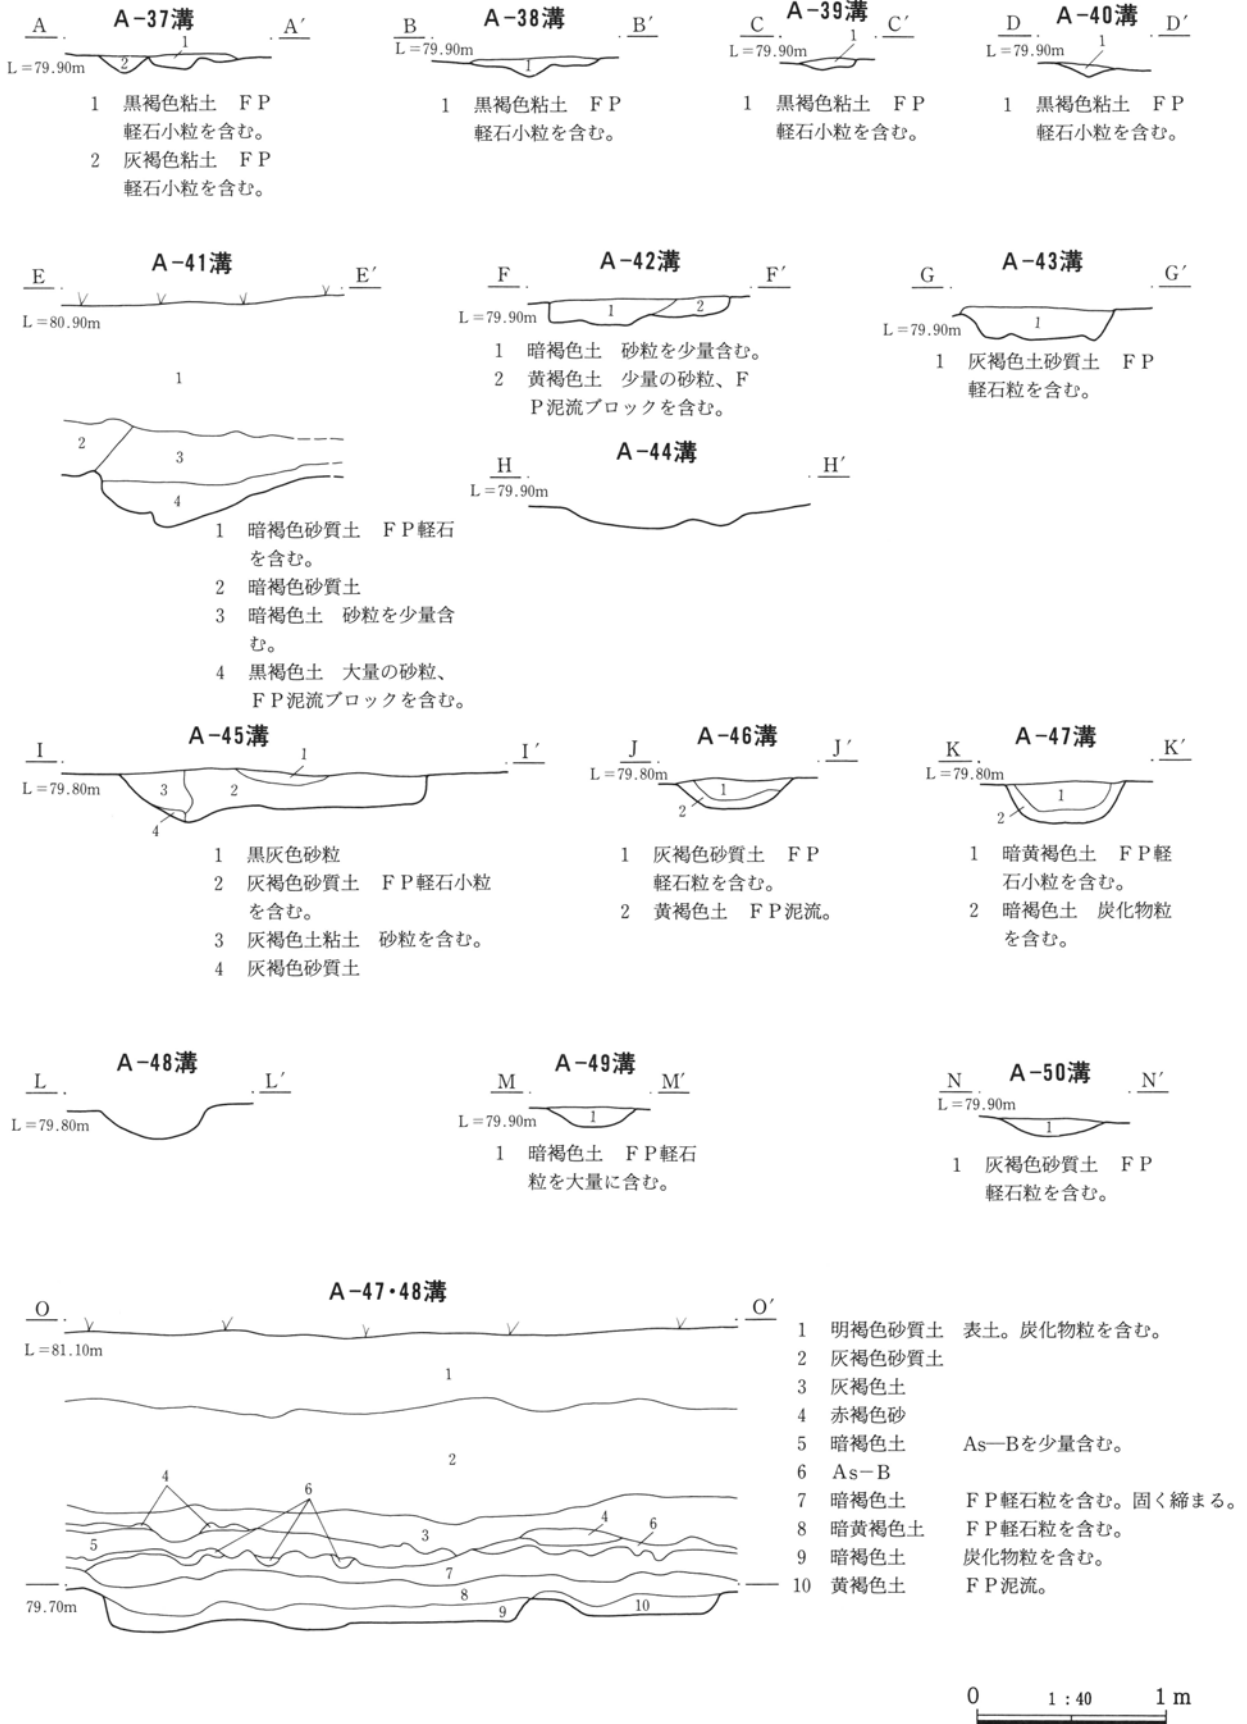 A-37溝
A A′
L=79.90m
1
2
1 黒褐色粘土 FP
軽石小粒を含む。
2 灰褐色粘土 FP
軽石小粒を含む。
A-38溝
B B′
L=79.90m
1
1 黒褐色粘土 FP
軽石小粒を含む。
A-39溝
C C′
L=79.90m
1
1 黒褐色粘土 FP
軽石小粒を含む。
A-40溝
D D′
L=79.90m
1
1 黒褐色粘土 FP
軽石小粒を含む。
A-41溝
E E′
L=80.90m
1
2
3
4
1 暗褐色砂質土 FP軽石
を含む。
2 暗褐色砂質土
3 暗褐色土 砂粒を少量含
む。
4 黒褐色土 大量の砂粒、
FP泥流ブロックを含む。
A-42溝
F F′
L=79.90m
1 2
1 暗褐色土 砂粒を少量含む。
2 黄褐色土 少量の砂粒、F
P泥流ブロックを含む。
A-43溝
G G′
L=79.90m
1
1 灰褐色土砂質土 FP
軽石粒を含む。
A-44溝
H H′
L=79.90m
A-45溝
I I′
L=79.80m
1
3 2
4
1 黒灰色砂粒
2 灰褐色砂質土 FP軽石小粒
を含む。
3 灰褐色土粘土 砂粒を含む。
4 灰褐色砂質土
A-46溝
J J′
L=79.80m
1
2
1 灰褐色砂質土 FP
軽石粒を含む。
2 黄褐色土 FP泥流。
A-47溝
K K′
L=79.80m
1
2
1 暗黄褐色土 FP軽
石小粒を含む。
2 暗褐色土 炭化物粒
を含む。
A-48溝
L L′
L=79.80m
A-49溝
M M′
L=79.90m
1
1 暗褐色土 FP軽石
粒を大量に含む。
A-50溝
N N′
L=79.90m
1
1 灰褐色砂質土 FP
軽石粒を含む。
A-47・48溝
O O′
L=81.10m
1
2
4 6
4
3 6
5
7
8
9 10
79.70m
1 明褐色砂質土 表土。炭化物粒を含む。
2 灰褐色砂質土
3 灰褐色土
4 赤褐色砂
5 暗褐色土 As—Bを少量含む。
6 As-B
7 暗褐色土 FP軽石粒を含む。固く締まる。
8 暗黄褐色土 FP軽石粒を含む。
9 暗褐色土 炭化物粒を含む。
10 黄褐色土 FP泥流。
0 1:40 1m